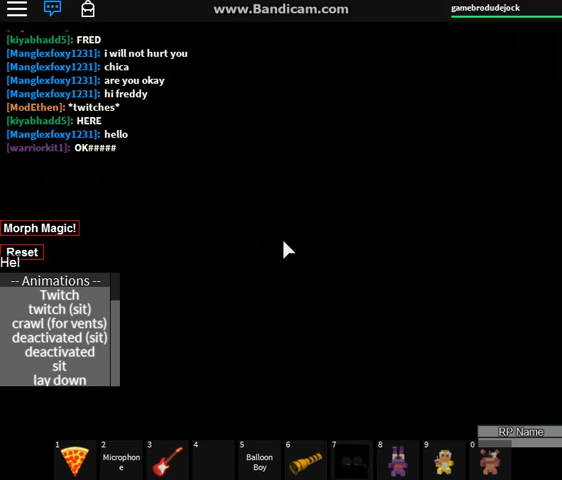 www.Bandicam.com
gamebrodudejock
[kiyabhadd5]: FRED
[Manglexfoxy1231]: i will not hurt you
[Manglexfoxy1231]: chica
[Manglexfoxy1231]: are you okay
[Manglexfoxy1231]: hi freddy
[ModEthen]: *twitches*
[kiyabhadd5]: HERE
[Manglexfoxy1231]: hello
[warriorkit1]: OK#####
Morph Magic!
Reset
Hel
-- Animations --
Twitch
twitch (sit)
crawl (for vents)
deactivated (sit)
deactivated
sit
lay down
RP Name
1 2 3 4 5 6 7 8 9 0
Microphon
e
Balloon
Boy